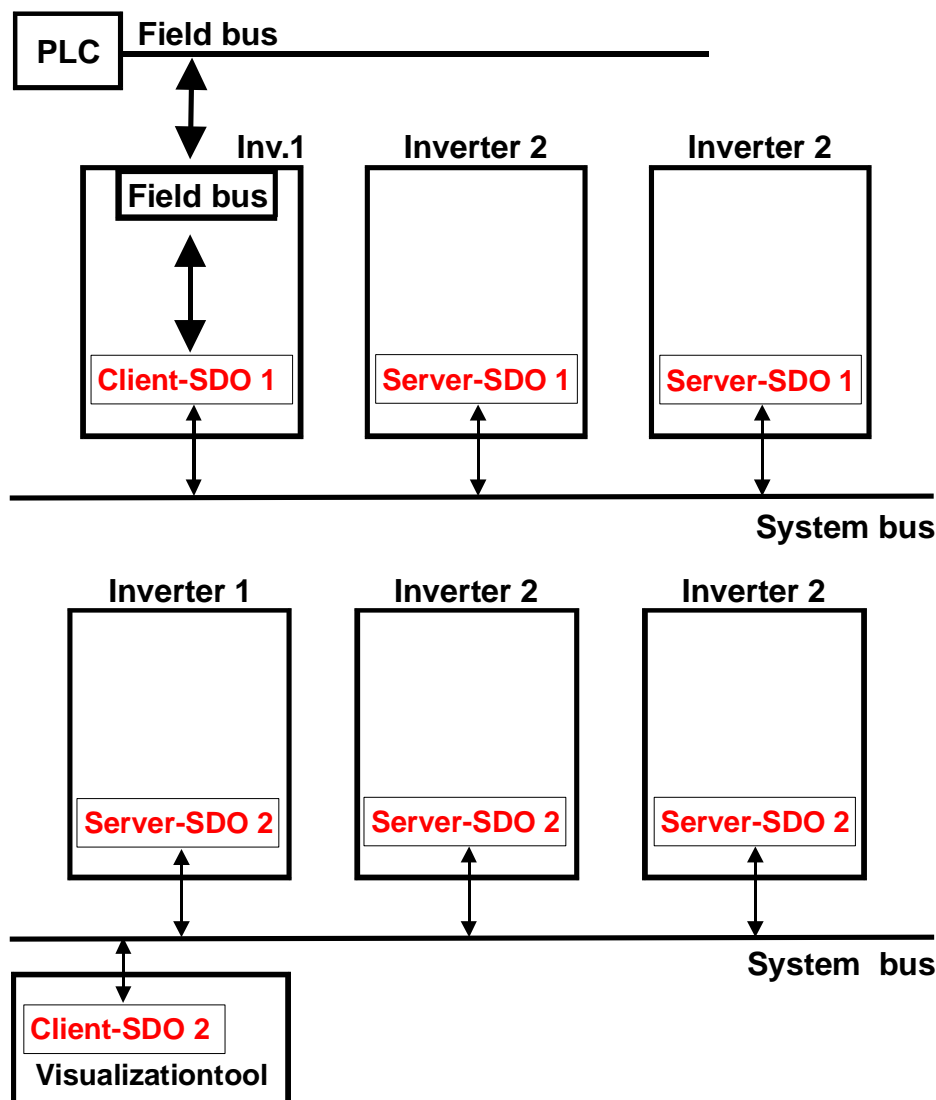 PLC
Field bus
Inv.1
Inverter 2
Inverter 2
Field bus
Client-SDO 1
Server-SDO 1
Server-SDO 1
System bus
Inverter 1
Inverter 2
Inverter 2
Server-SDO 2
Server-SDO 2
Server-SDO 2
System bus
Client-SDO 2
Visualizationtool